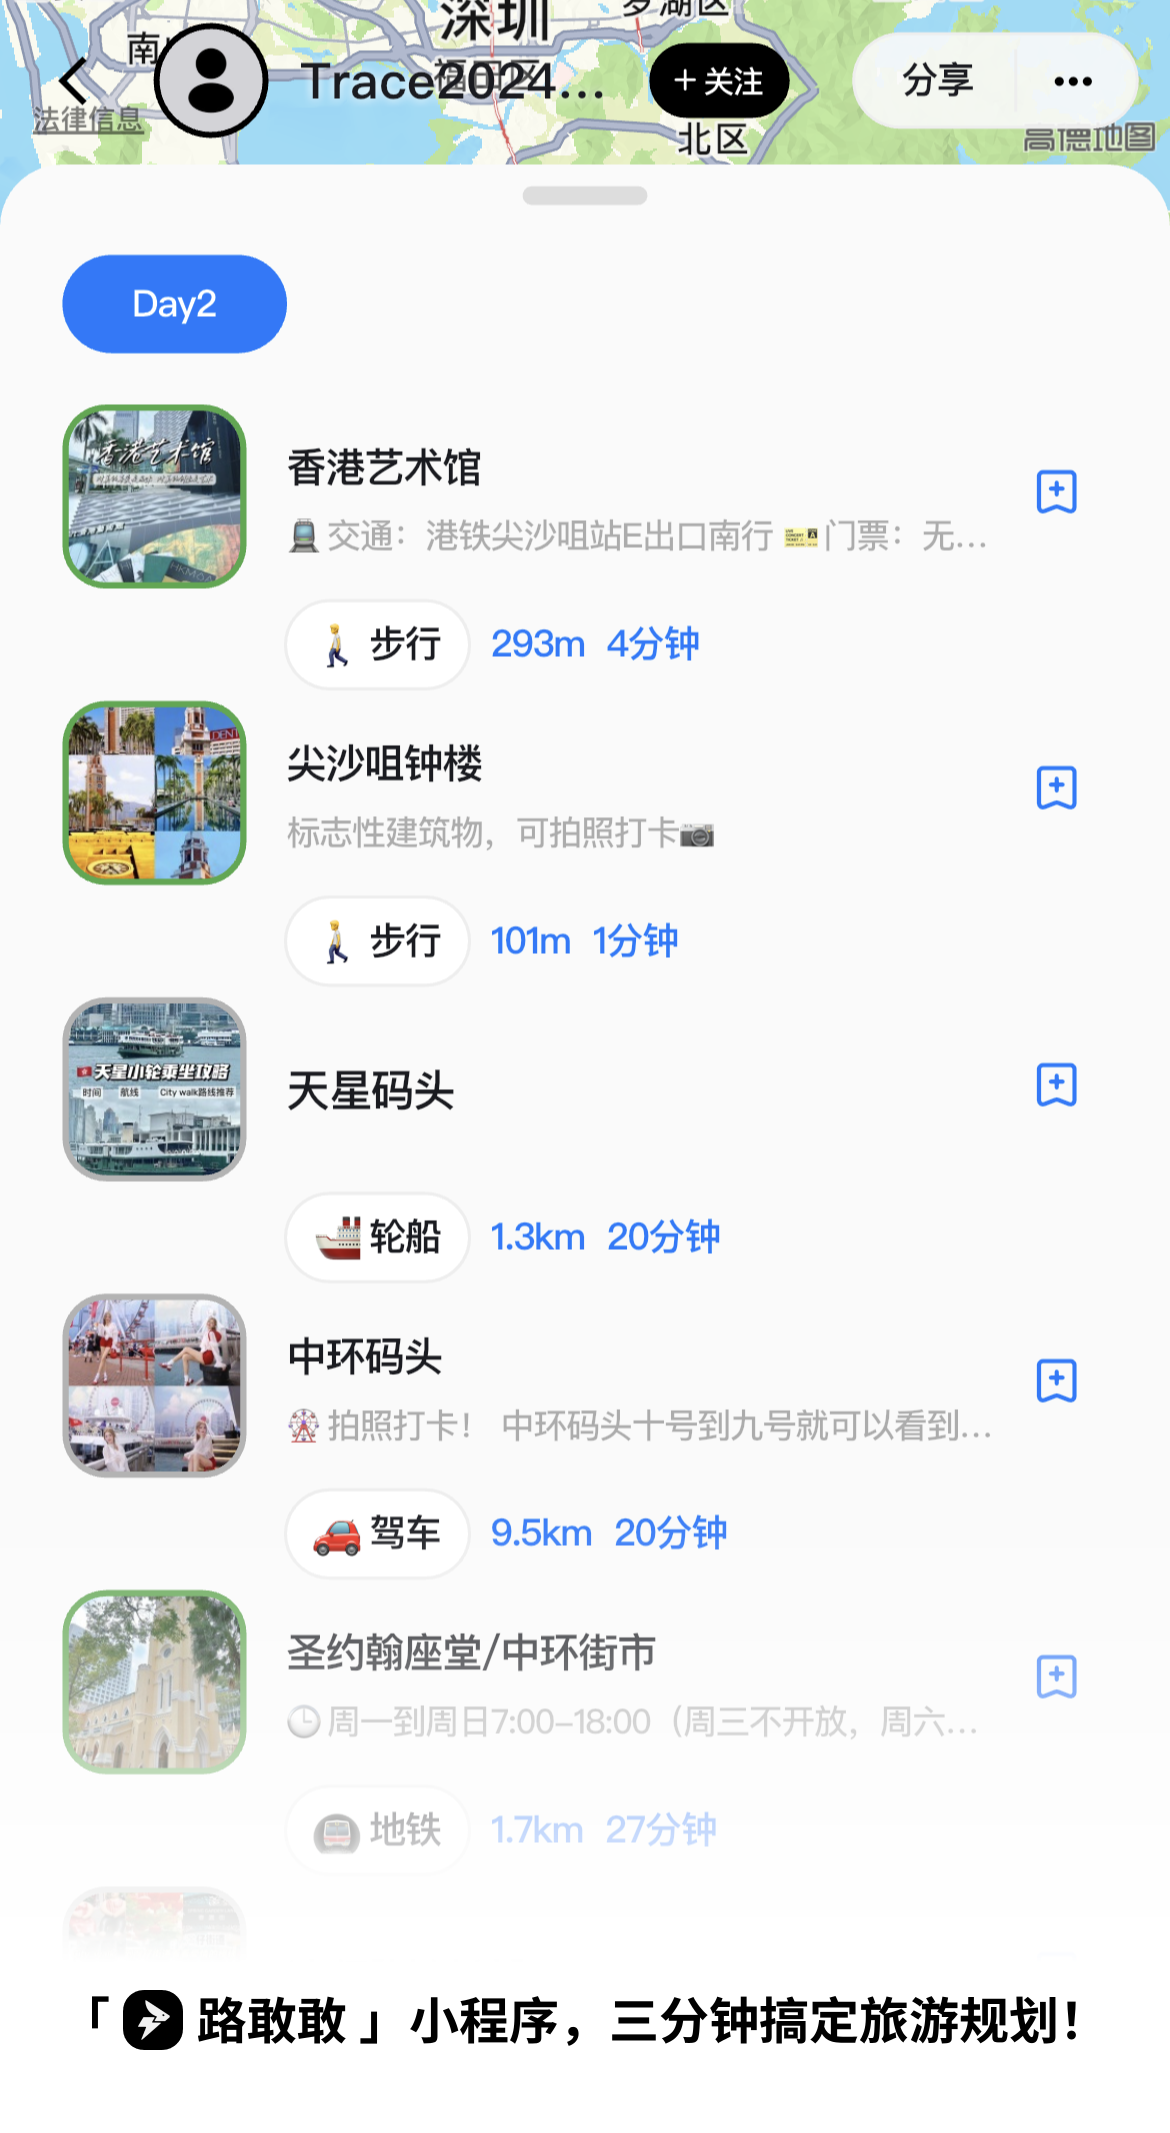 深圳
罗湖区
南
Trace2024...
+ 关注
分享
法律信息
北区
高德地图
Day2
香港艺术馆
香港艺术馆
交通：港铁尖沙咀站E出口南行 门票：无...
步行 293m 4分钟
尖沙咀钟楼
标志性建筑物，可拍照打卡
步行 101m 1分钟
天星小轮乘坐攻略
时间 航线 City walk路线推荐
天星码头
轮船 1.3km 20分钟
中环码头
拍照打卡！ 中环码头十号到九号就可以看到...
驾车 9.5km 20分钟
圣约翰座堂/中环街市
周一到周日7:00-18:00（周三不开放，周六...
地铁 1.7km 27分钟
「 路敢敢 」小程序，三分钟搞定旅游规划！